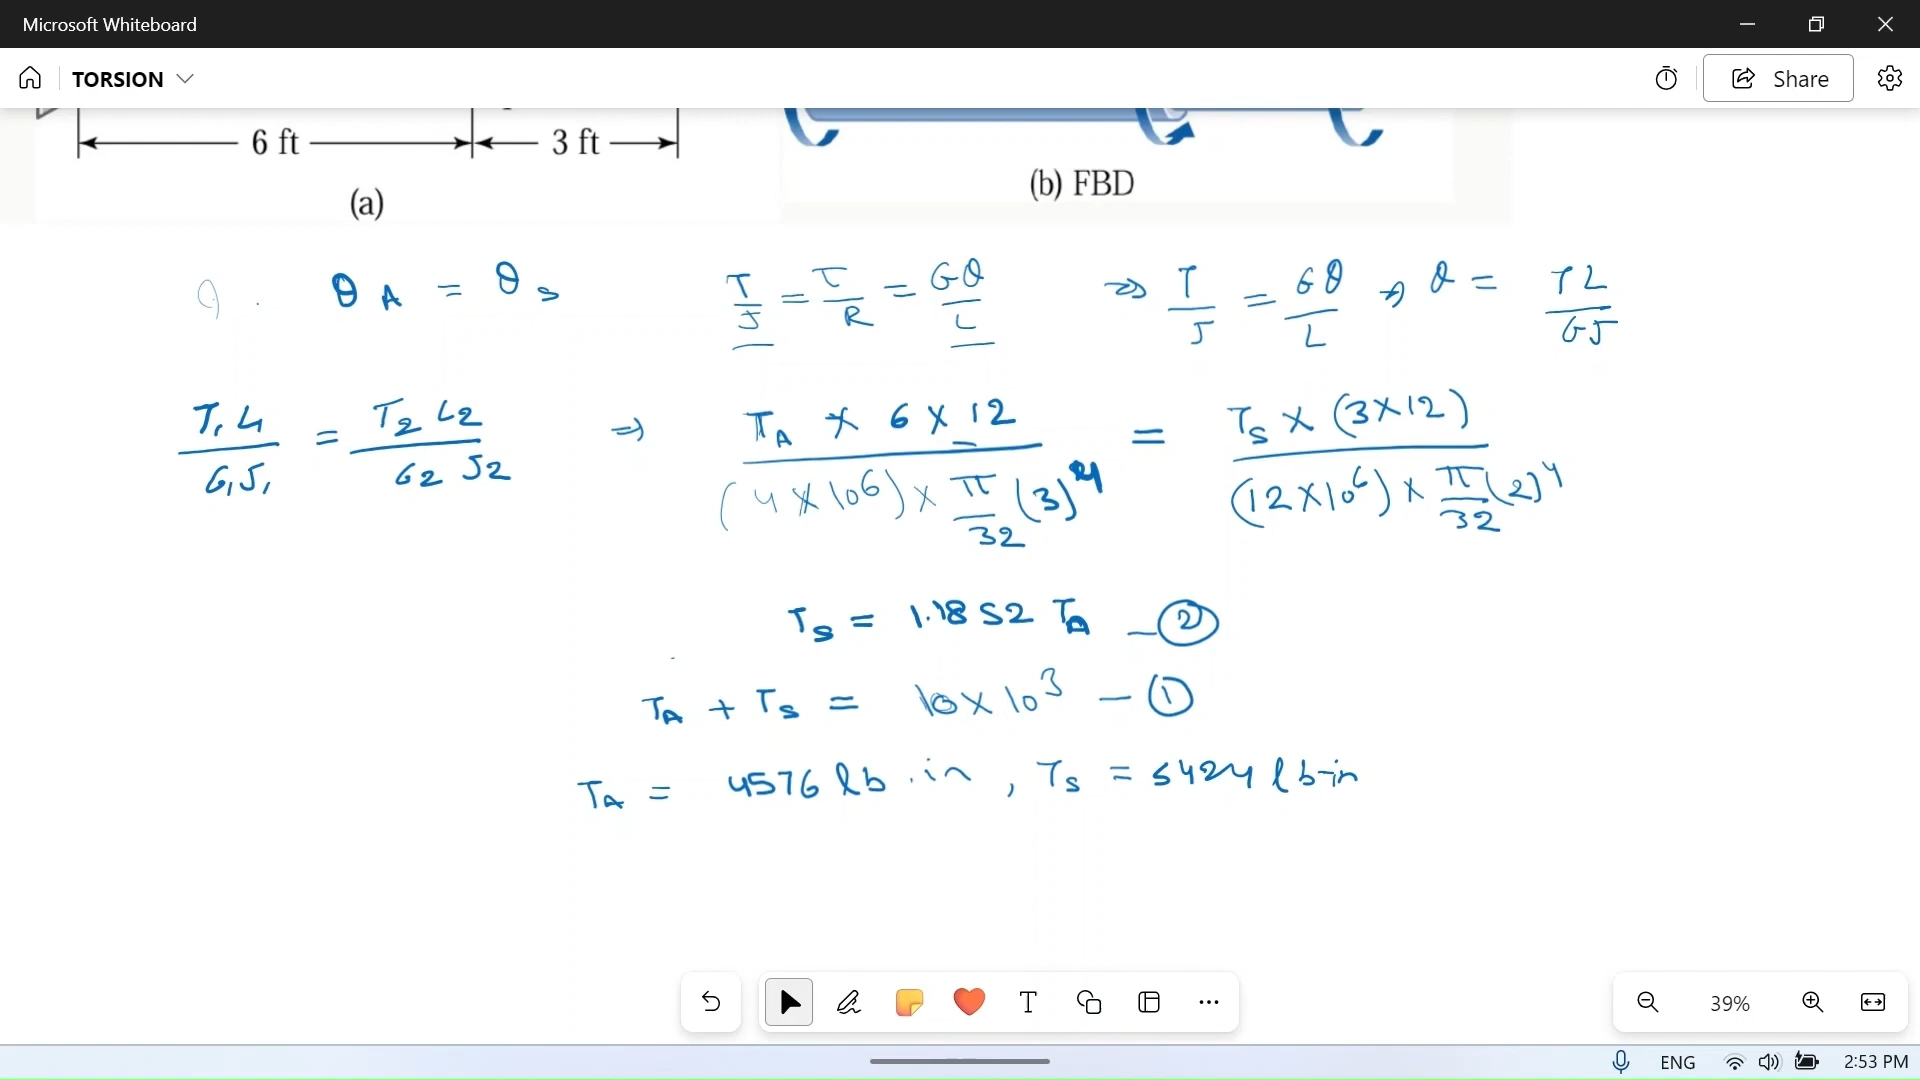 Microsoft Whiteboard
TORSION
Share
6 ft 3 ft
(a)
(b) FBD
θA = θS T/J = τ/R = Gθ/L ⇒ T/J = Gθ/L ⇒ θ = TL/GJ
T1L1/G1J1 = T2L2/G2J2 ⇒ TA × 6 × 12/(4×10^6) × π/32 (3)^4 = TS × (3×12)/(12×10^6) × π/32 (2)^4
TS = 1.1852 TA - ②
TA + TS = 10×10^3 - ①
TA = 4576 lb.in, TS = 5424 lb-in
39%
ENG 2:53 PM